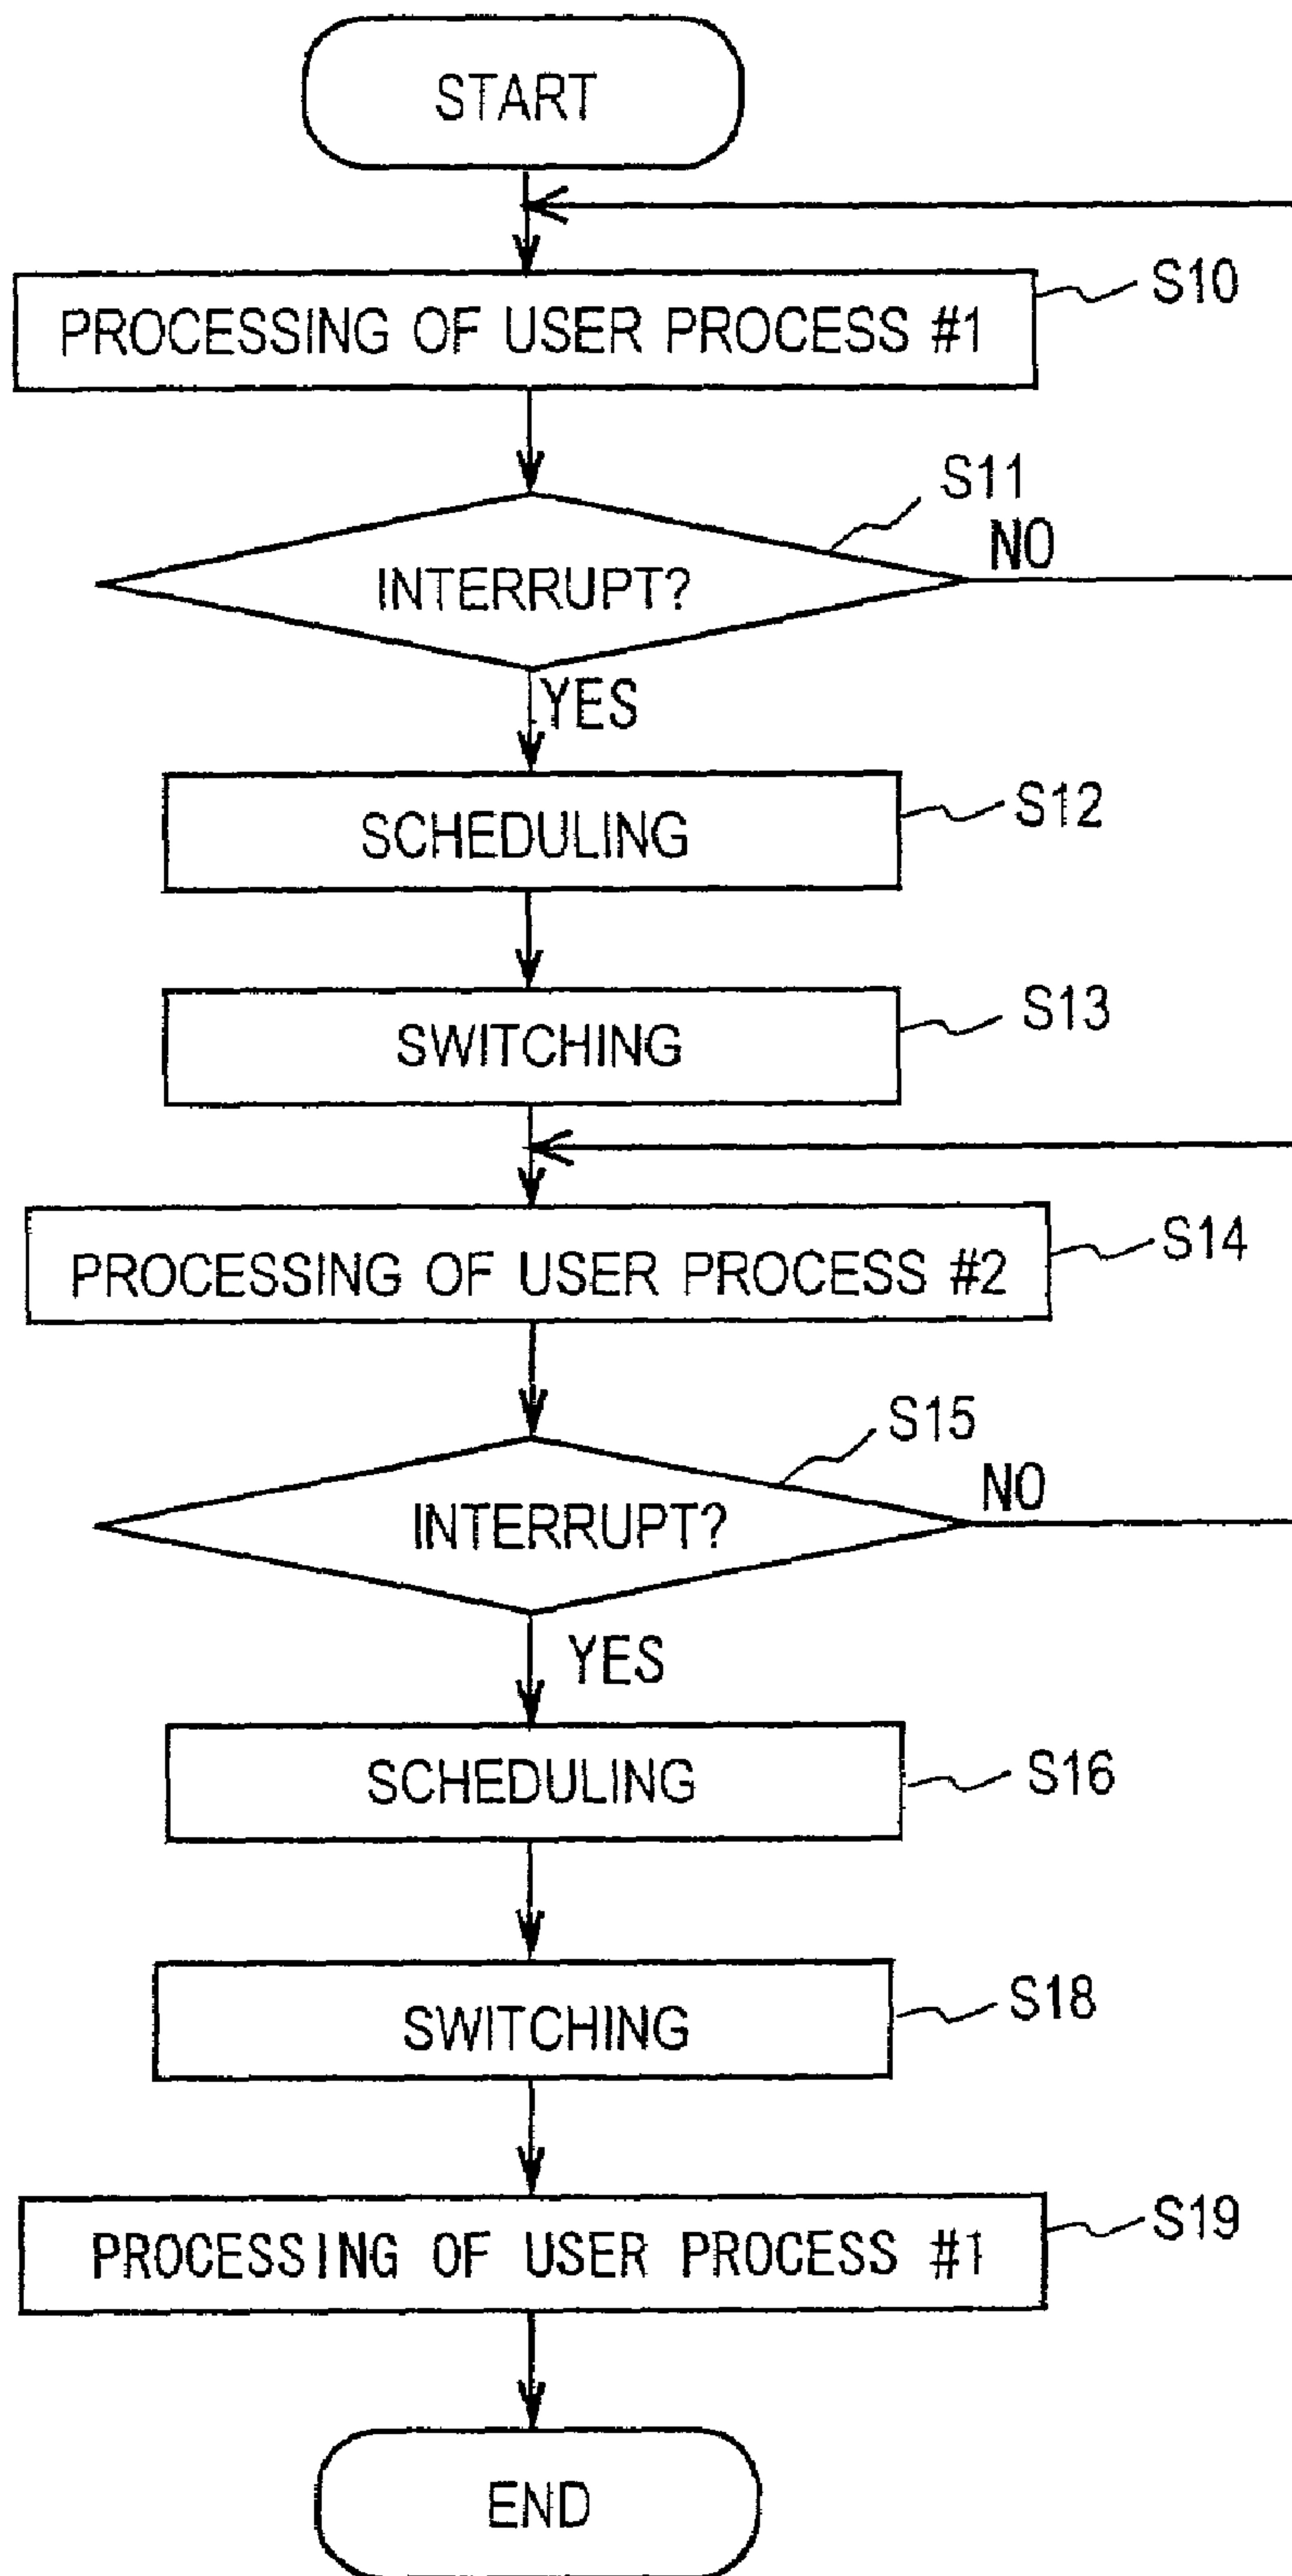 START
PROCESSING OF USER PROCESS #1
S10
S11
INTERRUPT?
NO
YES
SCHEDULING
S12
SWITCHING
S13
PROCESSING OF USER PROCESS #2
S14
S15
INTERRUPT?
NO
YES
SCHEDULING
S16
SWITCHING
S18
PROCESSING OF USER PROCESS #1
S19
END